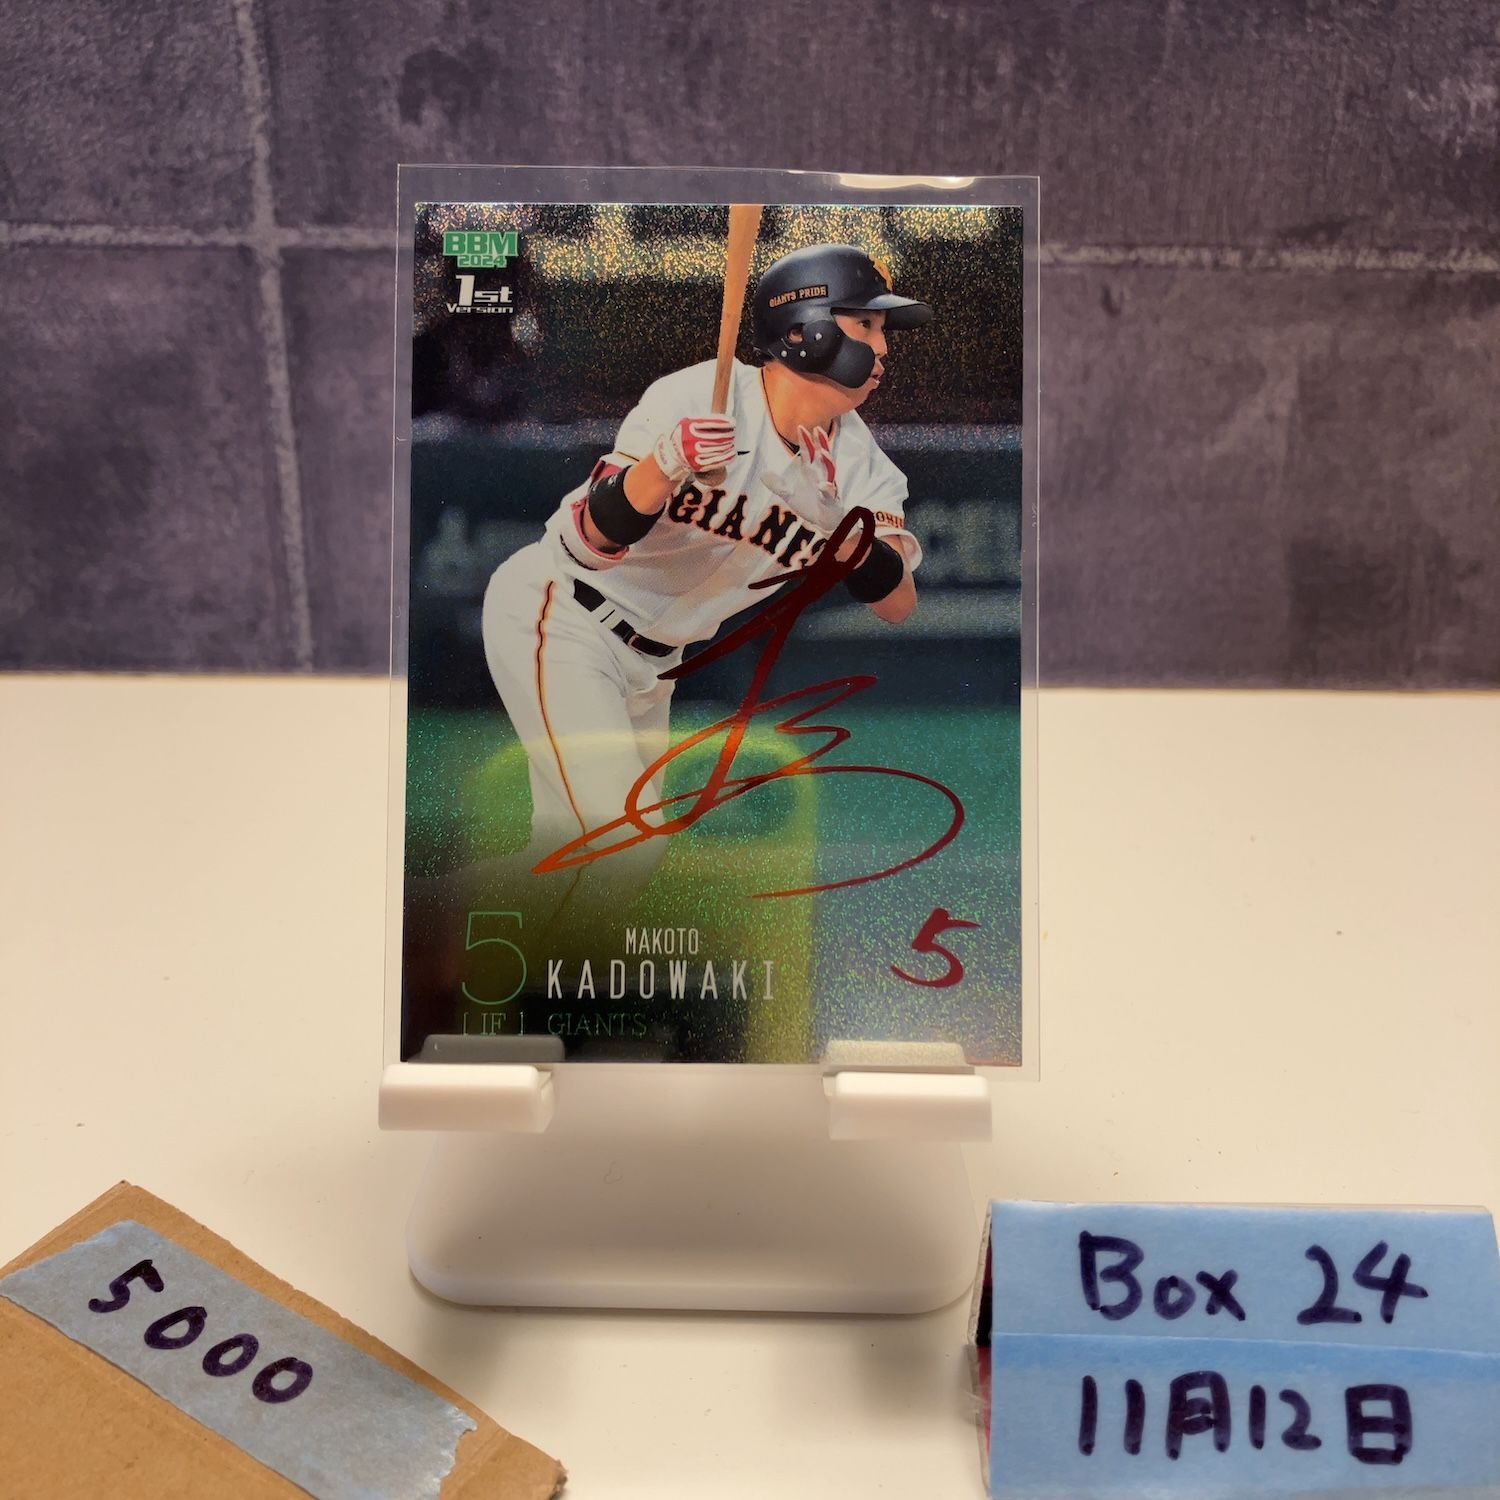 BBM
2024
1st
Version
GIANTS PRIDE
GIANTS
5
MAKOTO
KADOWAKI
[ IF ] GIANTS
5
5000
Box 24
11月12日